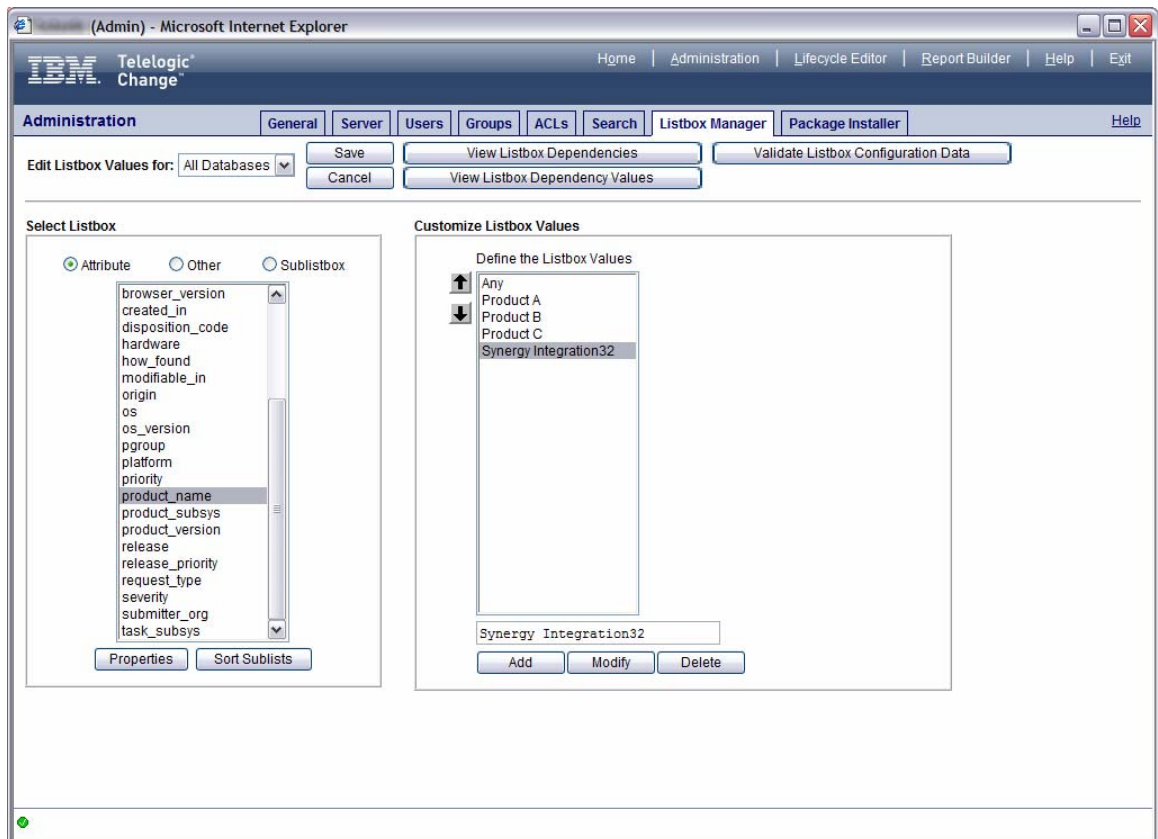 (Admin) - Microsoft Internet Explorer
IBM. Telelogic® Change™
Home | Administration | Lifecycle Editor | Report Builder | Help | Exit
Administration
General Server Users Groups ACLs Search Listbox Manager Package Installer
Help
Edit Listbox Values for: All Databases
Save
View Listbox Dependencies
Validate Listbox Configuration Data
Cancel
View Listbox Dependency Values
Select Listbox
Attribute Other Sublistbox
browser_version
created_in
disposition_code
hardware
how_found
modifiable_in
origin
os
os_version
pgroup
platform
priority
product_name
product_subsys
product_version
release
release_priority
request_type
severity
submitter_org
task_subsys
Properties Sort Sublists
Customize Listbox Values
Define the Listbox Values
Any
Product A
Product B
Product C
Synergy Integration32
Synergy Integration32
Add Modify Delete